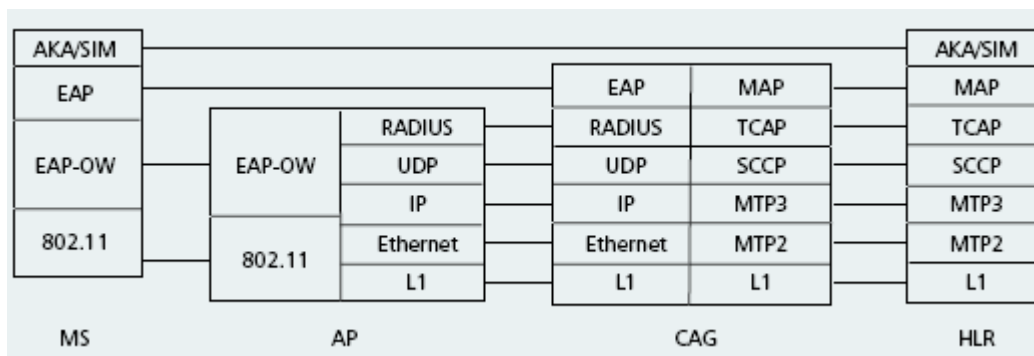 AKA/SIM AKA/SIM
EAP EAP MAP MAP
RADIUS RADIUS TCAP TCAP
EAP-OW EAP-OW UDP UDP SCCP SCCP
IP IP MTP3 MTP3
802.11 802.11 Ethernet Ethernet MTP2 MTP2
L1 L1 L1 L1
MS AP CAG HLR